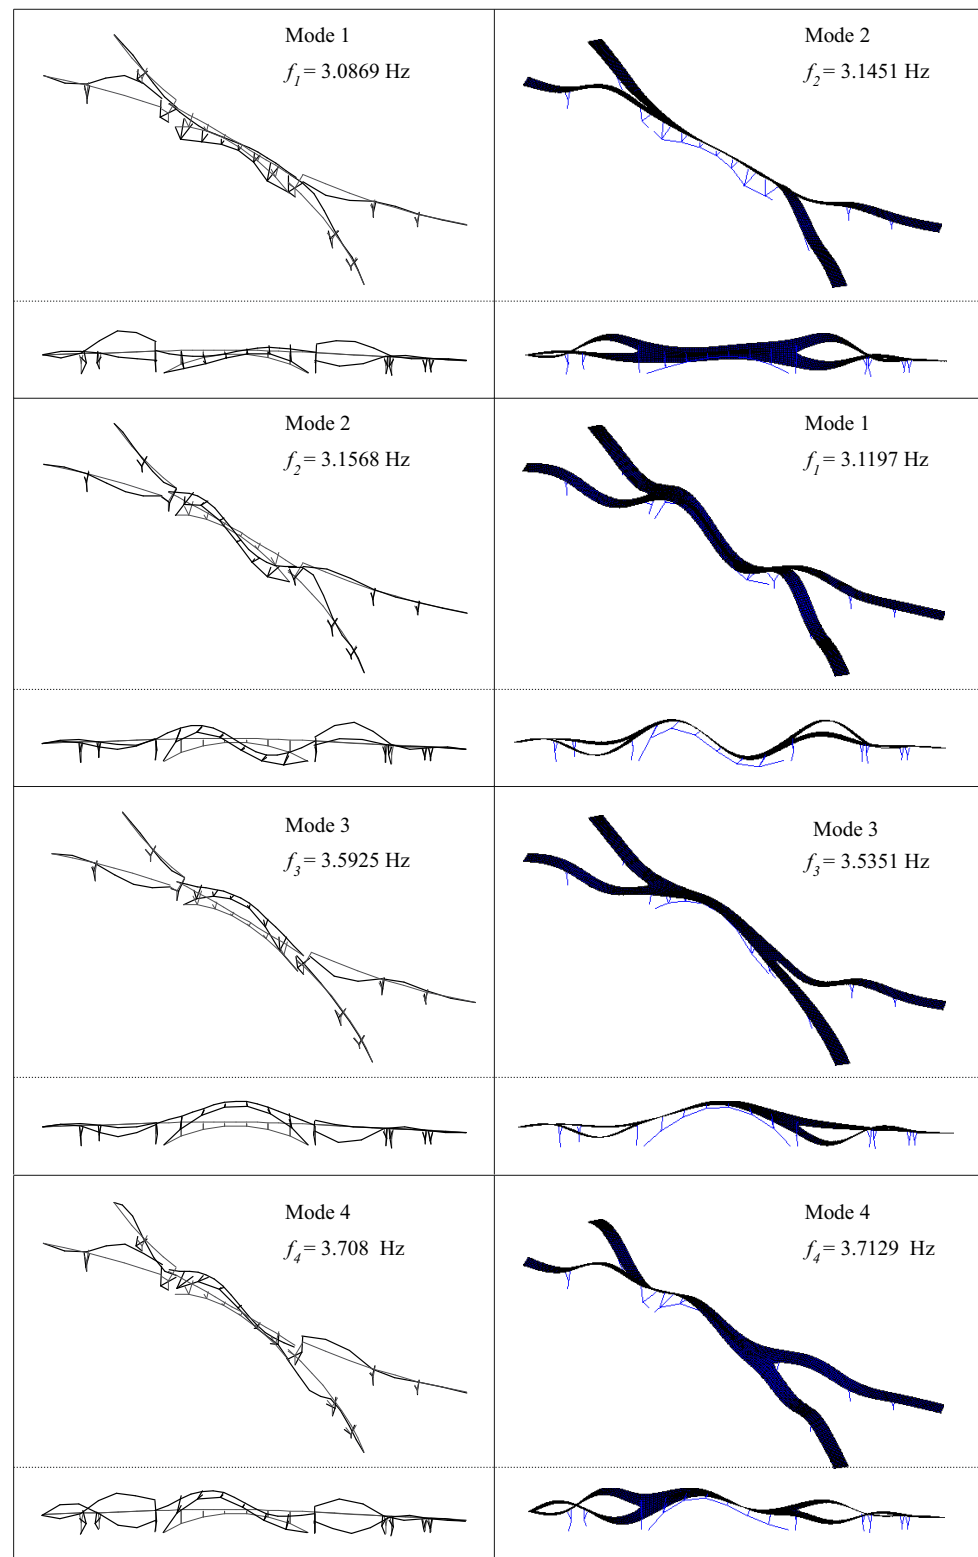 Mode 1
f1 = 3.0869 Hz
Mode 2
f2 = 3.1451 Hz
Mode 2
f2 = 3.1568 Hz
Mode 1
f1 = 3.1197 Hz
Mode 3
f3 = 3.5925 Hz
Mode 3
f3 = 3.5351 Hz
Mode 4
f4 = 3.708 Hz
Mode 4
f4 = 3.7129 Hz